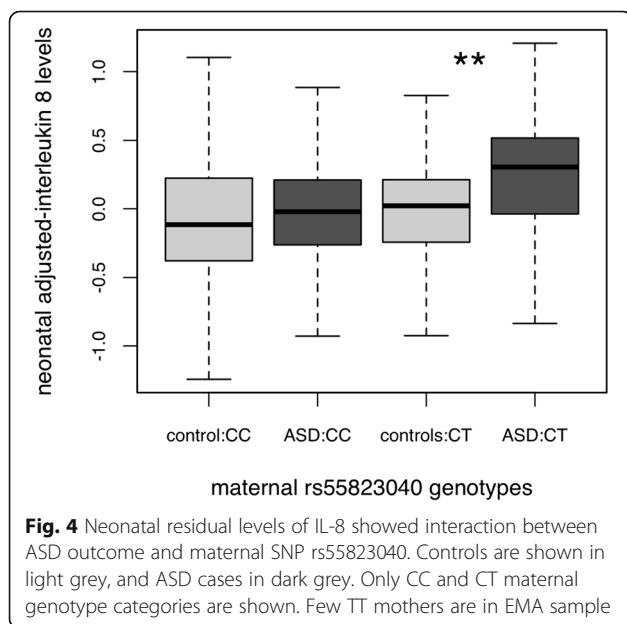 neonatal adjusted-interleukin 8 levels
1.0
0.5
0.0
-0.5
-1.0
**
control:CC ASD:CC controls:CT ASD:CT
maternal rs55823040 genotypes
Fig. 4 Neonatal residual levels of IL-8 showed interaction between
ASD outcome and maternal SNP rs55823040. Controls are shown in
light grey, and ASD cases in dark grey. Only CC and CT maternal
genotype categories are shown. Few TT mothers are in EMA sample